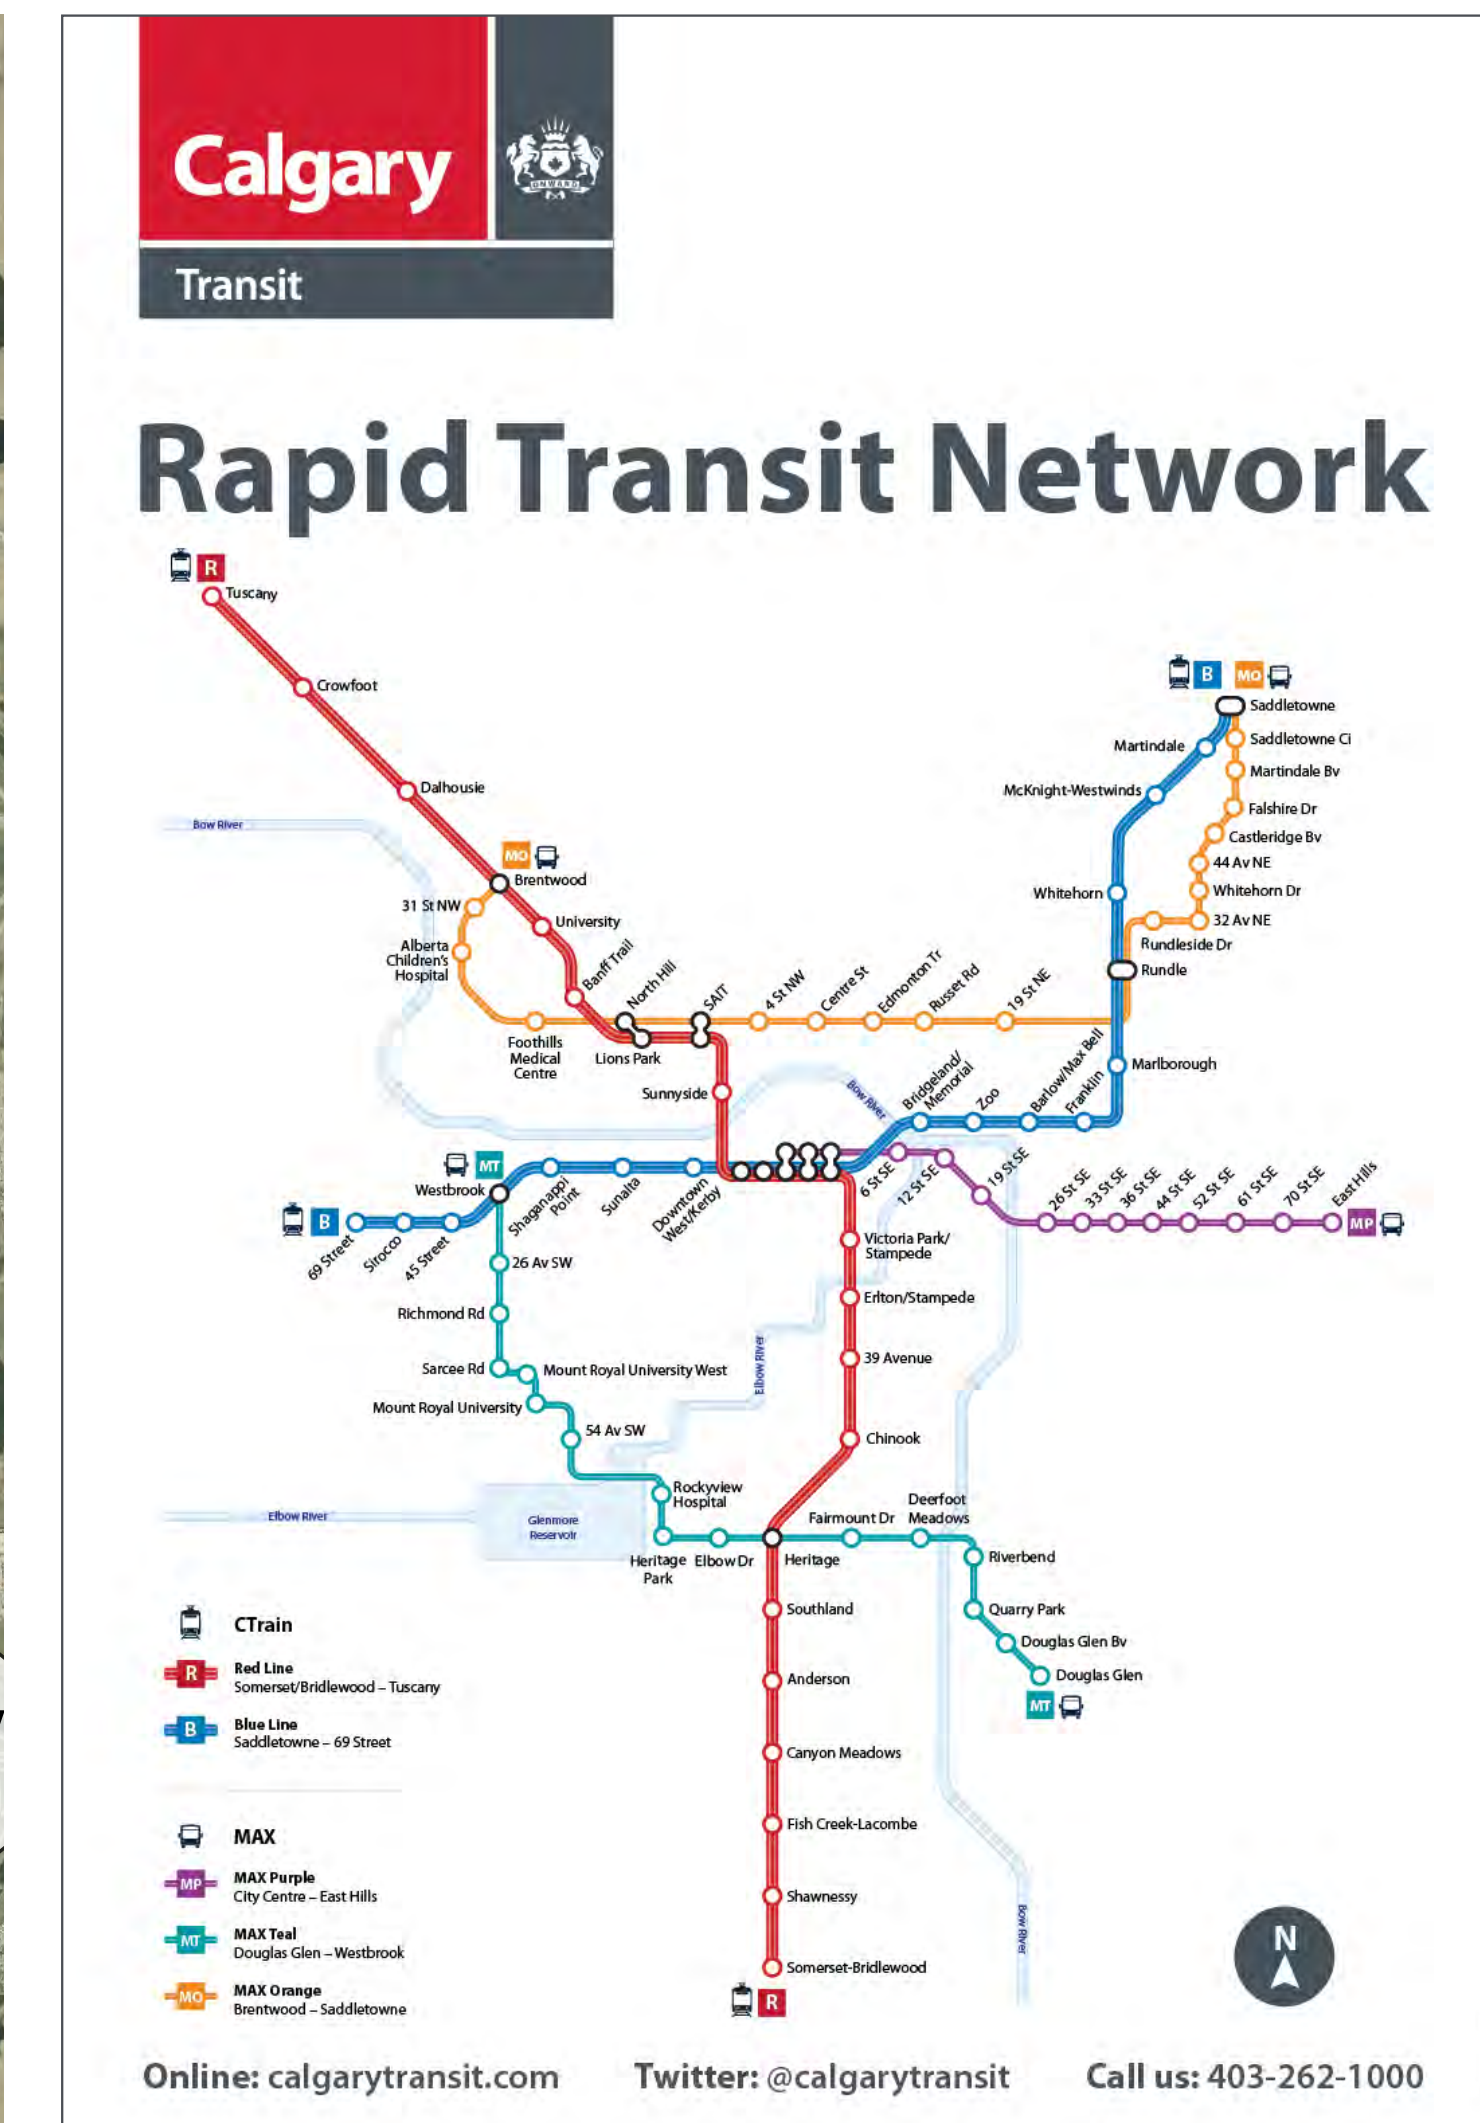 Calgary
ONWARD
Transit
Rapid Transit Network
R
Tuscany
Crowfoot
Dalhousie
Bow River
MO
Brentwood
31 St NW
University
Alberta
Children's
Hospital
Banff Trail
North Hill
SAIT
4 St NW
Centre St
Edmonton Tr
Russet Rd
19 St NE
Foothills
Medical
Centre
Lions Park
Sunnyside
B
MO
Saddletowne
Martindale
Saddletowne Ci
Martindale Bv
McKnight-Westwinds
Falshire Dr
Castleridge Bv
44 Av NE
Whitehorn
Whitehorn Dr
32 Av NE
Rundleside Dr
Rundle
Marlborough
Bow River
Bridgeland/
Memorial
Zoo
Barlow/Max Bell
Franklin
MT
Westbrook
B
69 Street
Sirocco
45 Street
Shaganappi
Point
Sunalta
Downtown
West/Kerby
6 St SE
12 St SE
19 St SE
26 St SE
33 St SE
36 St SE
44 St SE
52 St SE
61 St SE
70 St SE
East Hills
MP
Victoria Park/
Stampede
26 Av SW
Erlton/Stampede
Richmond Rd
Elbow River
39 Avenue
Sarcee Rd
Mount Royal University West
Mount Royal University
54 Av SW
Chinook
Rockyview
Hospital
Elbow River
Glenmore
Reservoir
Fairmount Dr
Deerfoot
Meadows
Heritage
Park
Elbow Dr
Heritage
Riverbend
Southland
Quarry Park
Douglas Glen Bv
Anderson
Douglas Glen
MT
Canyon Meadows
Fish Creek-Lacombe
Shawnessy
Bow River
Somerset-Bridlewood
R
CTrain
R
Red Line
Somerset/Bridlewood – Tuscany
B
Blue Line
Saddletowne – 69 Street
MAX
MP
MAX Purple
City Centre – East Hills
MT
MAX Teal
Douglas Glen – Westbrook
MO
MAX Orange
Brentwood – Saddletowne
N
Online: calgarytransit.com
Twitter: @calgarytransit
Call us: 403-262-1000